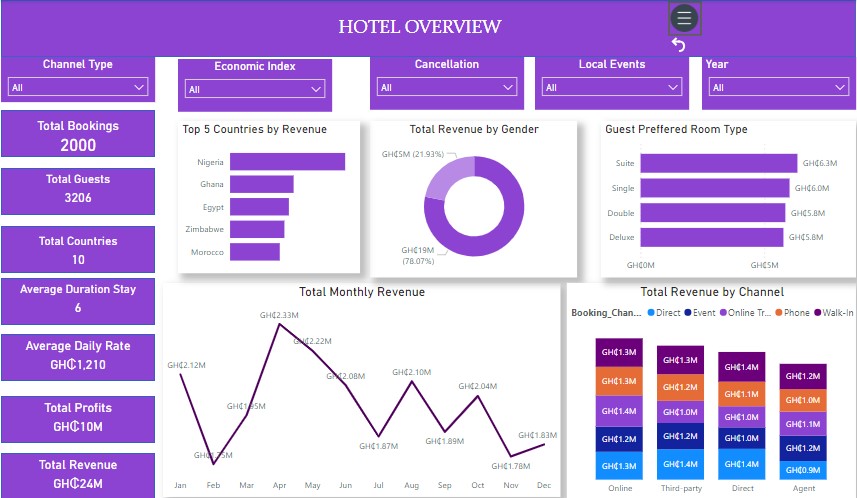 HOTEL OVERVIEW
Channel Type
All
Economic Index
All
Cancellation
All
Local Events
All
Year
All
Total Bookings
2000
Total Guests
3206
Total Countries
10
Average Duration Stay
6
Average Daily Rate
GH₵1,210
Total Profits
GH₵10M
Total Revenue
GH₵24M
Top 5 Countries by Revenue
Nigeria
Ghana
Egypt
Zimbabwe
Morocco
Total Revenue by Gender
GH₵5M (21.93%)
GH₵19M
(78.07%)
Guest Preffered Room Type
Suite GH₵6.3M
Single GH₵6.0M
Double GH₵5.8M
Deluxe GH₵5.8M
GH₵0M GH₵5M
Total Monthly Revenue
GH₵2.33M
GH₵2.22M
GH₵2.12M
GH₵2.08M
GH₵2.10M
GH₵2.04M
GH₵1.95M
GH₵1.87M
GH₵1.89M
GH₵1.83M
GH₵1.78M
Jan Feb Mar Apr May Jun Jul Aug Sep Oct Nov Dec
Total Revenue by Channel
Booking_Chan... Direct Event Online Tr... Phone Walk-In
GH₵1.3M GH₵1.3M GH₵1.4M GH₵1.2M
GH₵1.3M GH₵1.2M GH₵1.1M GH₵1.0M
GH₵1.4M GH₵1.0M GH₵1.0M GH₵1.1M
GH₵1.2M GH₵1.2M GH₵1.0M GH₵1.2M
GH₵1.3M GH₵1.4M GH₵1.4M GH₵0.9M
Online Third-party Direct Agent